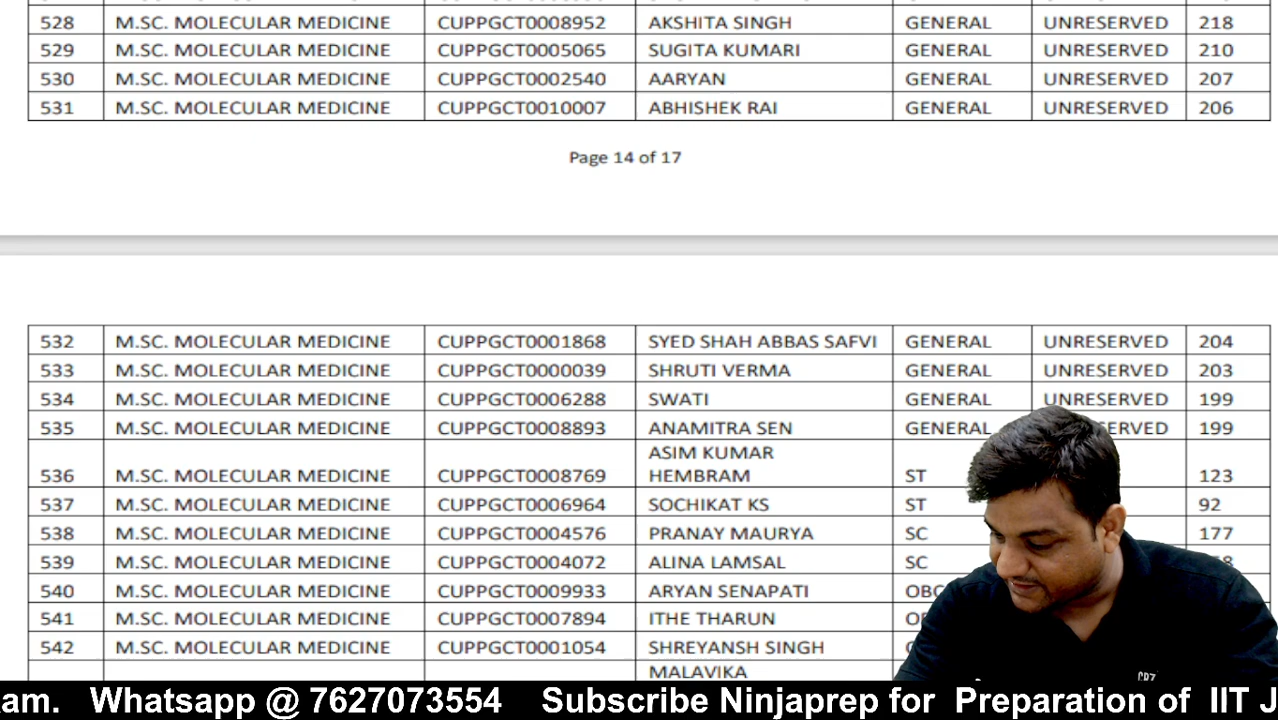 528 M.SC. MOLECULAR MEDICINE CUPPGCT0008952 AKSHITA SINGH GENERAL UNRESERVED 218
529 M.SC. MOLECULAR MEDICINE CUPPGCT0005065 SUGITA KUMARI GENERAL UNRESERVED 210
530 M.SC. MOLECULAR MEDICINE CUPPGCT0002540 AARYAN GENERAL UNRESERVED 207
531 M.SC. MOLECULAR MEDICINE CUPPGCT0010007 ABHISHEK RAI GENERAL UNRESERVED 206
Page 14 of 17
532 M.SC. MOLECULAR MEDICINE CUPPGCT0001868 SYED SHAH ABBAS SAFVI GENERAL UNRESERVED 204
533 M.SC. MOLECULAR MEDICINE CUPPGCT0000039 SHRUTI VERMA GENERAL UNRESERVED 203
534 M.SC. MOLECULAR MEDICINE CUPPGCT0006288 SWATI GENERAL UNRESERVED 199
535 M.SC. MOLECULAR MEDICINE CUPPGCT0008893 ANAMITRA SEN GENERAL SERVED 199
ASIM KUMAR
536 M.SC. MOLECULAR MEDICINE CUPPGCT0008769 HEMBRAM ST 123
537 M.SC. MOLECULAR MEDICINE CUPPGCT0006964 SOCHIKAT KS ST 92
538 M.SC. MOLECULAR MEDICINE CUPPGCT0004576 PRANAY MAURYA SC 177
539 M.SC. MOLECULAR MEDICINE CUPPGCT0004072 ALINA LAMSAL SC
540 M.SC. MOLECULAR MEDICINE CUPPGCT0009933 ARYAN SENAPATI
541 M.SC. MOLECULAR MEDICINE CUPPGCT0007894 ITHE THARUN
542 M.SC. MOLECULAR MEDICINE CUPPGCT0001054 SHREYANSH SINGH
MALAVIKA
am. Whatsapp @ 7627073554 Subscribe Ninjaprep for Preparation of IIT J